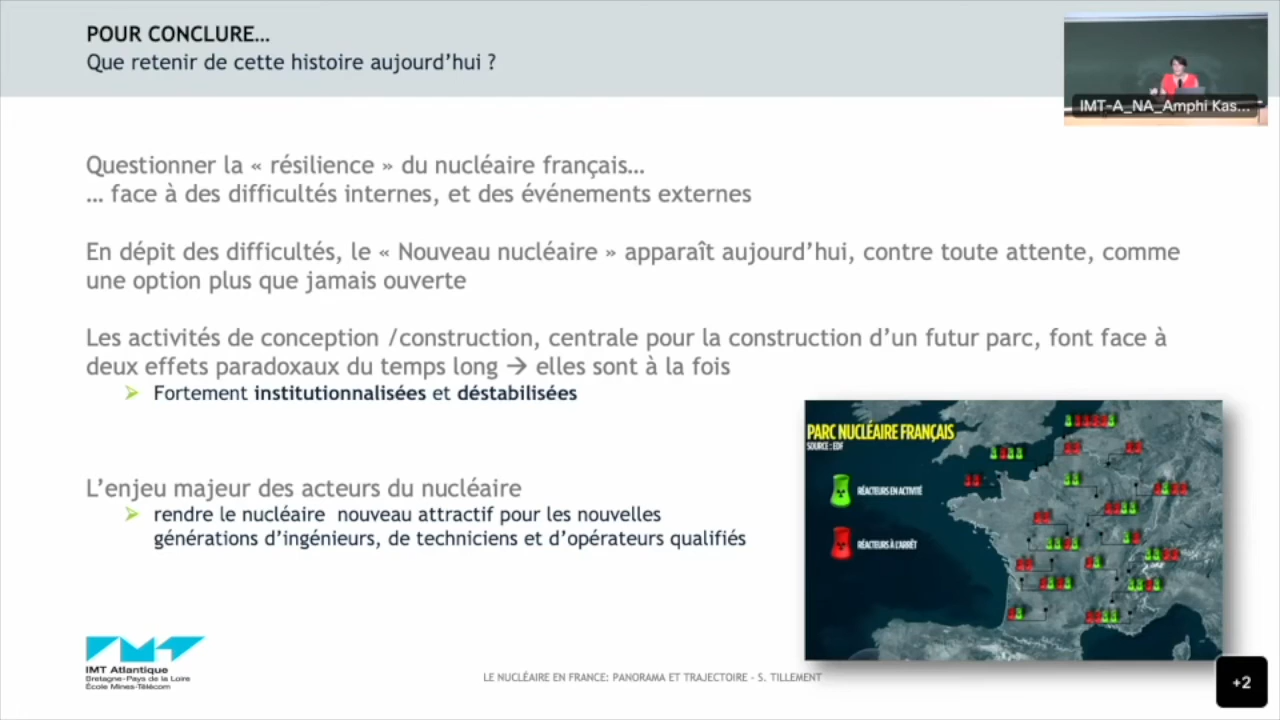 POUR CONCLURE…
Que retenir de cette histoire aujourd'hui ?
IMT-A_NA_Amphi Kas...
Questionner la « résilience » du nucléaire français…
… face à des difficultés internes, et des événements externes
En dépit des difficultés, le « Nouveau nucléaire » apparaît aujourd'hui, contre toute attente, comme
une option plus que jamais ouverte
Les activités de conception /construction, centrale pour la construction d'un futur parc, font face à
deux effets paradoxaux du temps long → elles sont à la fois
➢ Fortement institutionnalisées et déstabilisées
L'enjeu majeur des acteurs du nucléaire
➢ rendre le nucléaire nouveau attractif pour les nouvelles
générations d'ingénieurs, de techniciens et d'opérateurs qualifiés
PARC NUCLÉAIRE FRANÇAIS
SOURCE : EDF
RÉACTEURS EN ACTIVITÉ
RÉACTEURS À L'ARRÊT
IMT Atlantique
Bretagne-Pays de la Loire
École Mines-Télécom
LE NUCLÉAIRE EN FRANCE: PANORAMA ET TRAJECTOIRE - S. TILLEMENT
+2